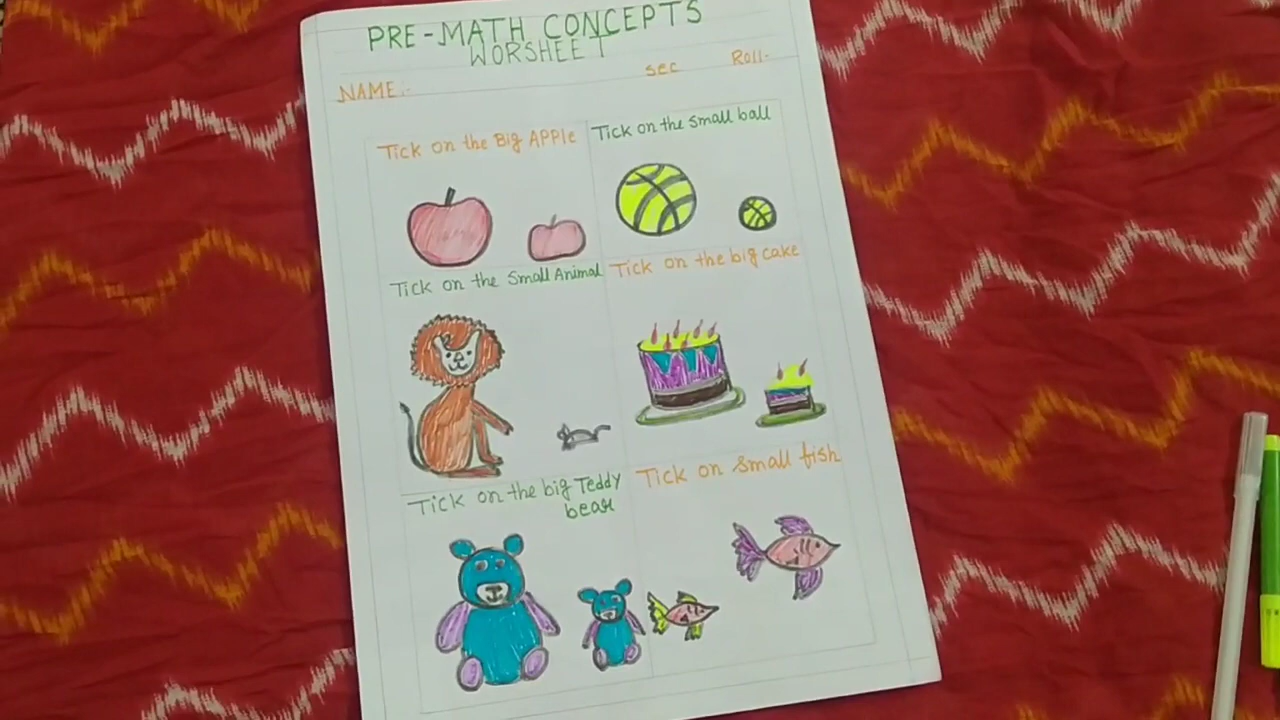 PRE-MATH CONCEPTS
WORSHEET
NAME:- sec Roll-
Tick on the Big APPLE
Tick on the Small ball
Tick on the Small Animal
Tick on the big cake
Tick on the big Teddy
bear
Tick on small fish